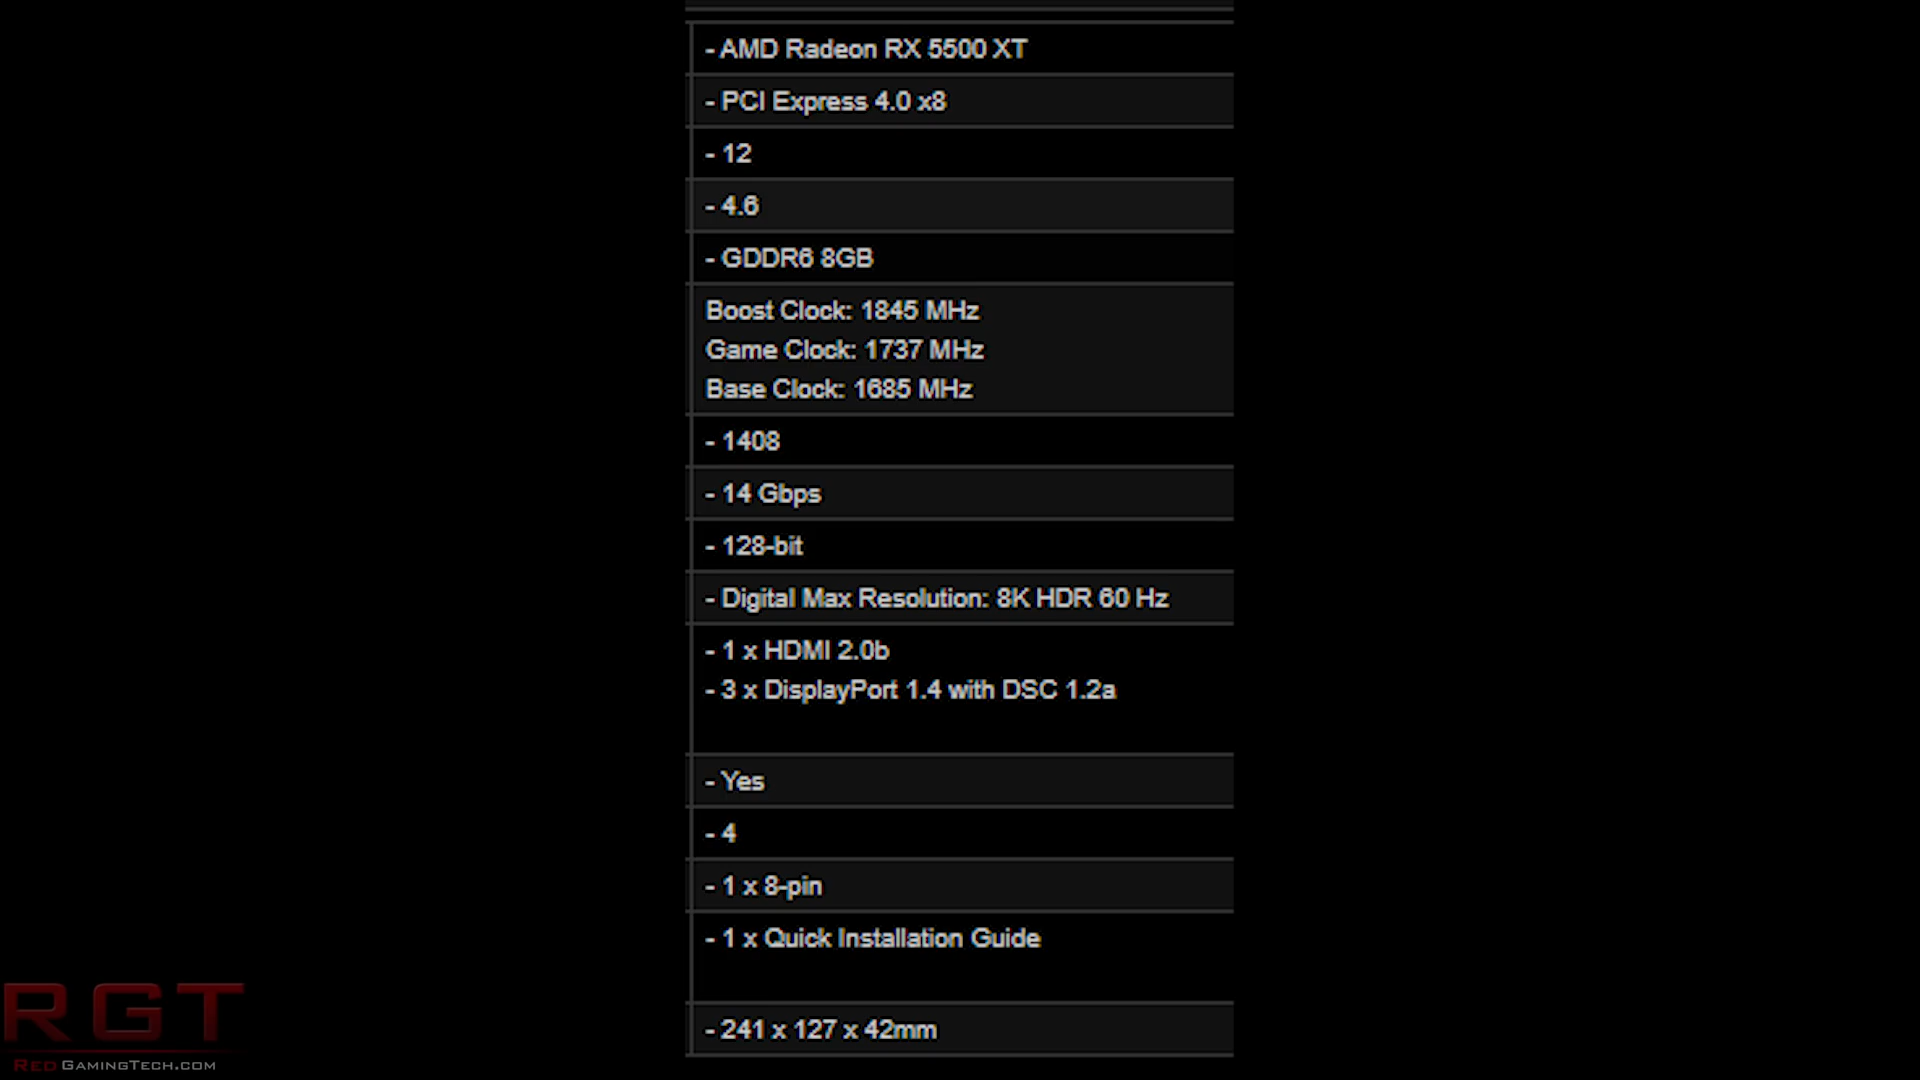 - AMD Radeon RX 5500 XT
- PCI Express 4.0 x8
- 12
- 4.6
- GDDR6 8GB
Boost Clock: 1845 MHz
Game Clock: 1737 MHz
Base Clock: 1685 MHz
- 1408
- 14 Gbps
- 128-bit
- Digital Max Resolution: 8K HDR 60 Hz
- 1 x HDMI 2.0b
- 3 x DisplayPort 1.4 with DSC 1.2a
- Yes
- 4
- 1 x 8-pin
- 1 x Quick Installation Guide
- 241 x 127 x 42mm
RGT
RedGamingTech.com